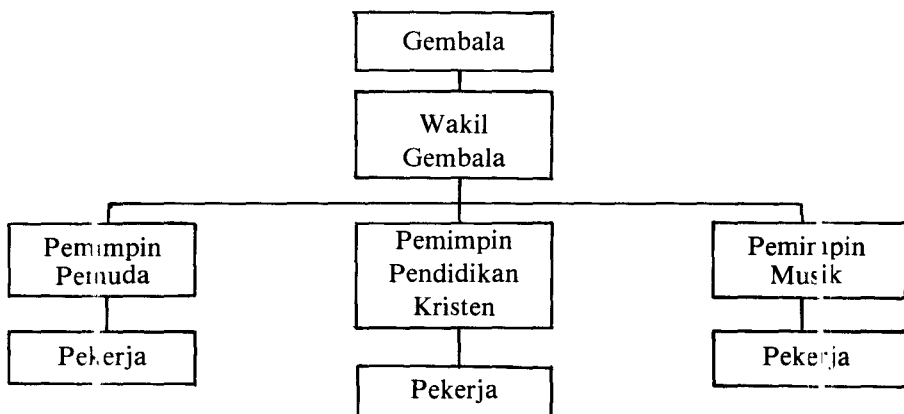 Gembala
Wakil
Gembala
Pemimpin
Pemuda
Pemimpin
Pendidikan
Kristen
Pemimpin
Musik
Pekerja
Pekerja
Pekerja